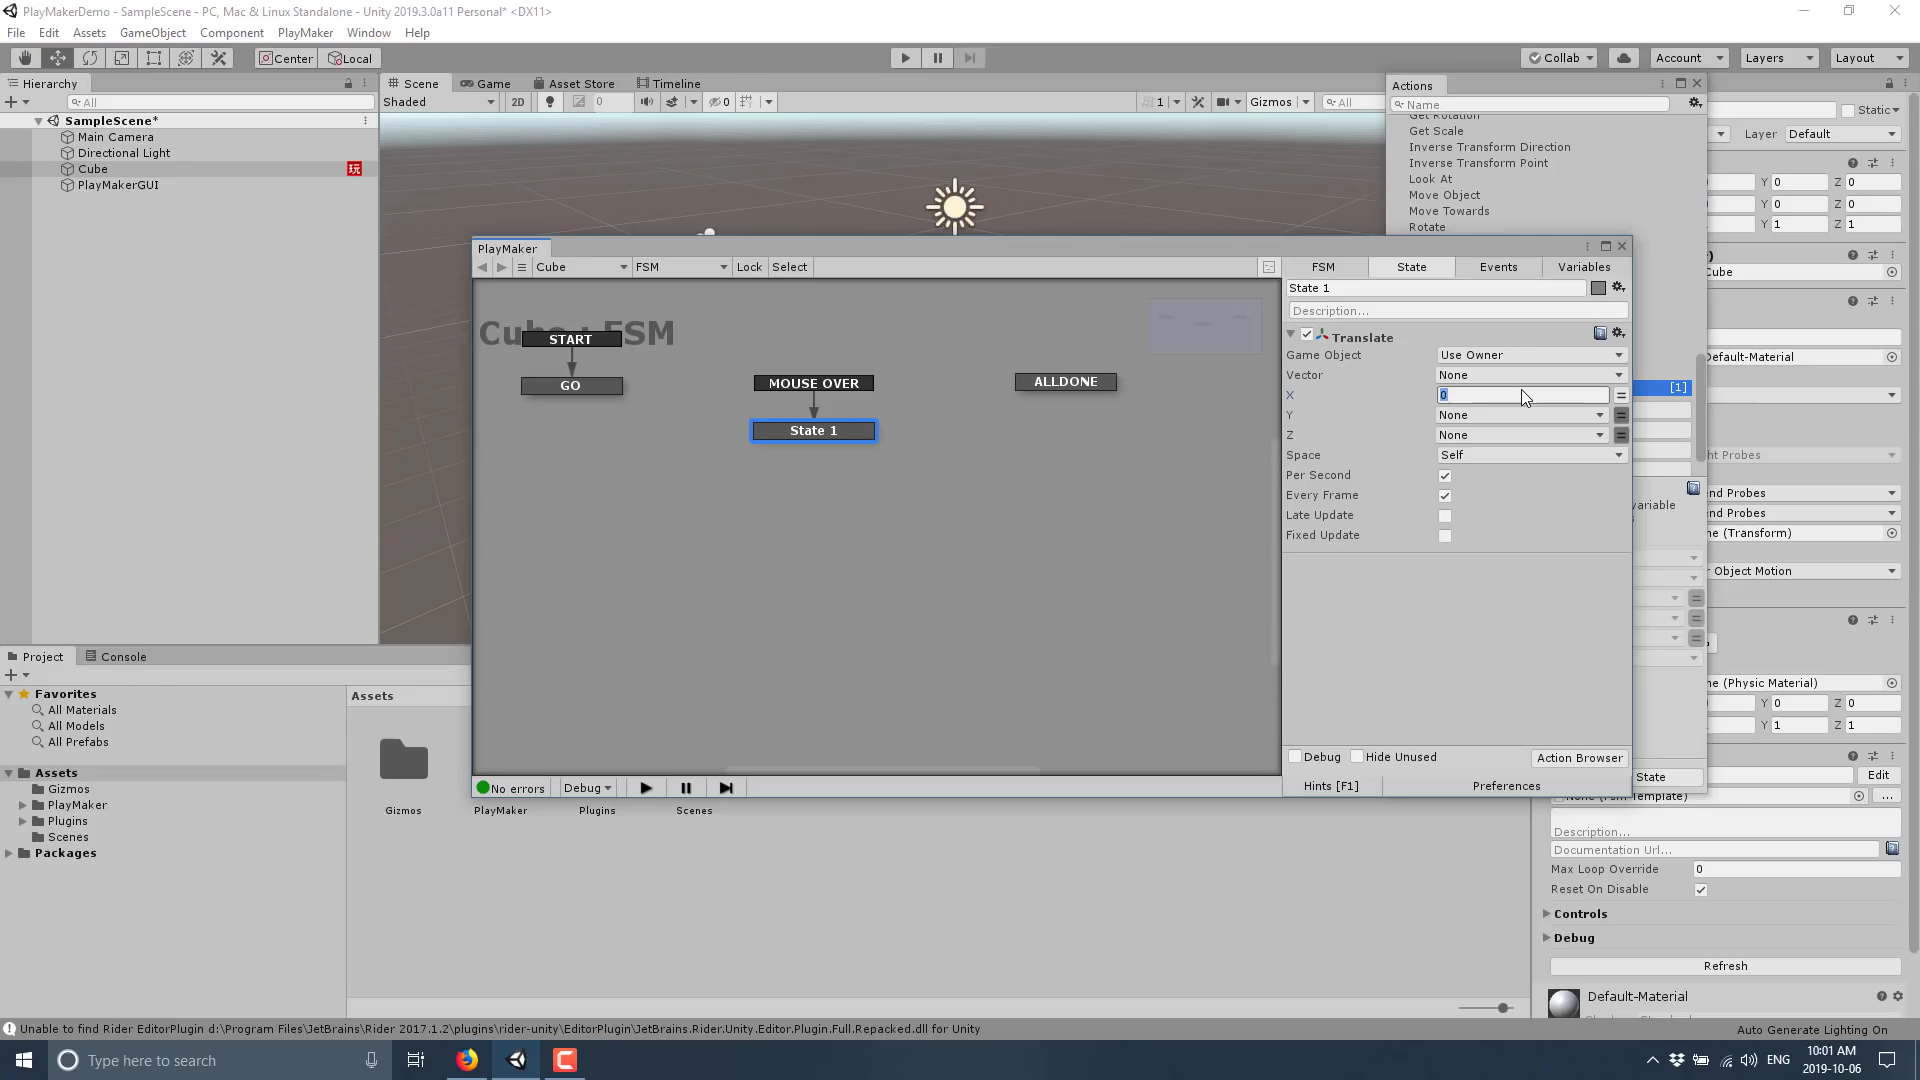 PlayMakerDemo - SampleScene - PC, Mac & Linux Standalone - Unity 2019.3.0a11 Personal* <DX11>
File Edit Assets GameObject Component PlayMaker Window Help
Center Local Collab Account Layers Layout
Hierarchy
All
SampleScene*
Main Camera
Directional Light
Cube 玩
PlayMakerGUI
Scene Game Asset Store Timeline
Shaded 2D 0 0 1 Gizmos All
Actions
Name
Get Rotation
Get Scale
Inverse Transform Direction
Inverse Transform Point
Look At
Move Object
Move Towards
Rotate
[1]
variable
State
Static
Layer Default
Y 0 Z 0
Y 0 Z 0
Y 1 Z 1
Cube
Default-Material
PlayMaker
Cube FSM Lock Select
Cube : FSM
START
GO
MOUSE OVER
State 1
ALLDONE
FSM State Events Variables
State 1
Description...
Translate
Game Object Use Owner
Vector None
X 0
Y None
Z None
Space Self
Per Second
Every Frame
Late Update
Fixed Update
Debug Hide Unused Action Browser
Hints [F1] Preferences
No errors Debug
ht Probes
nd Probes
nd Probes
ne (Transform)
r Object Motion
ne (Physic Material)
Y 0 Z 0
Y 1 Z 1
Edit
None (Fsm Template) ...
Description...
Documentation Url...
Max Loop Override 0
Reset On Disable
Controls
Debug
Refresh
Default-Material
Project Console
Favorites
All Materials
All Models
All Prefabs
Assets
Gizmos
PlayMaker
Plugins
Scenes
Packages
Assets
Gizmos PlayMaker Plugins Scenes
Unable to find Rider EditorPlugin d:\Program Files\JetBrains\Rider 2017.1.2\plugins\rider-unity\EditorPlugin\JetBrains.Rider.Unity.Editor.Plugin.Full.Repacked.dll for Unity
Auto Generate Lighting On
Type here to search
ENG
10:01 AM
2019-10-06